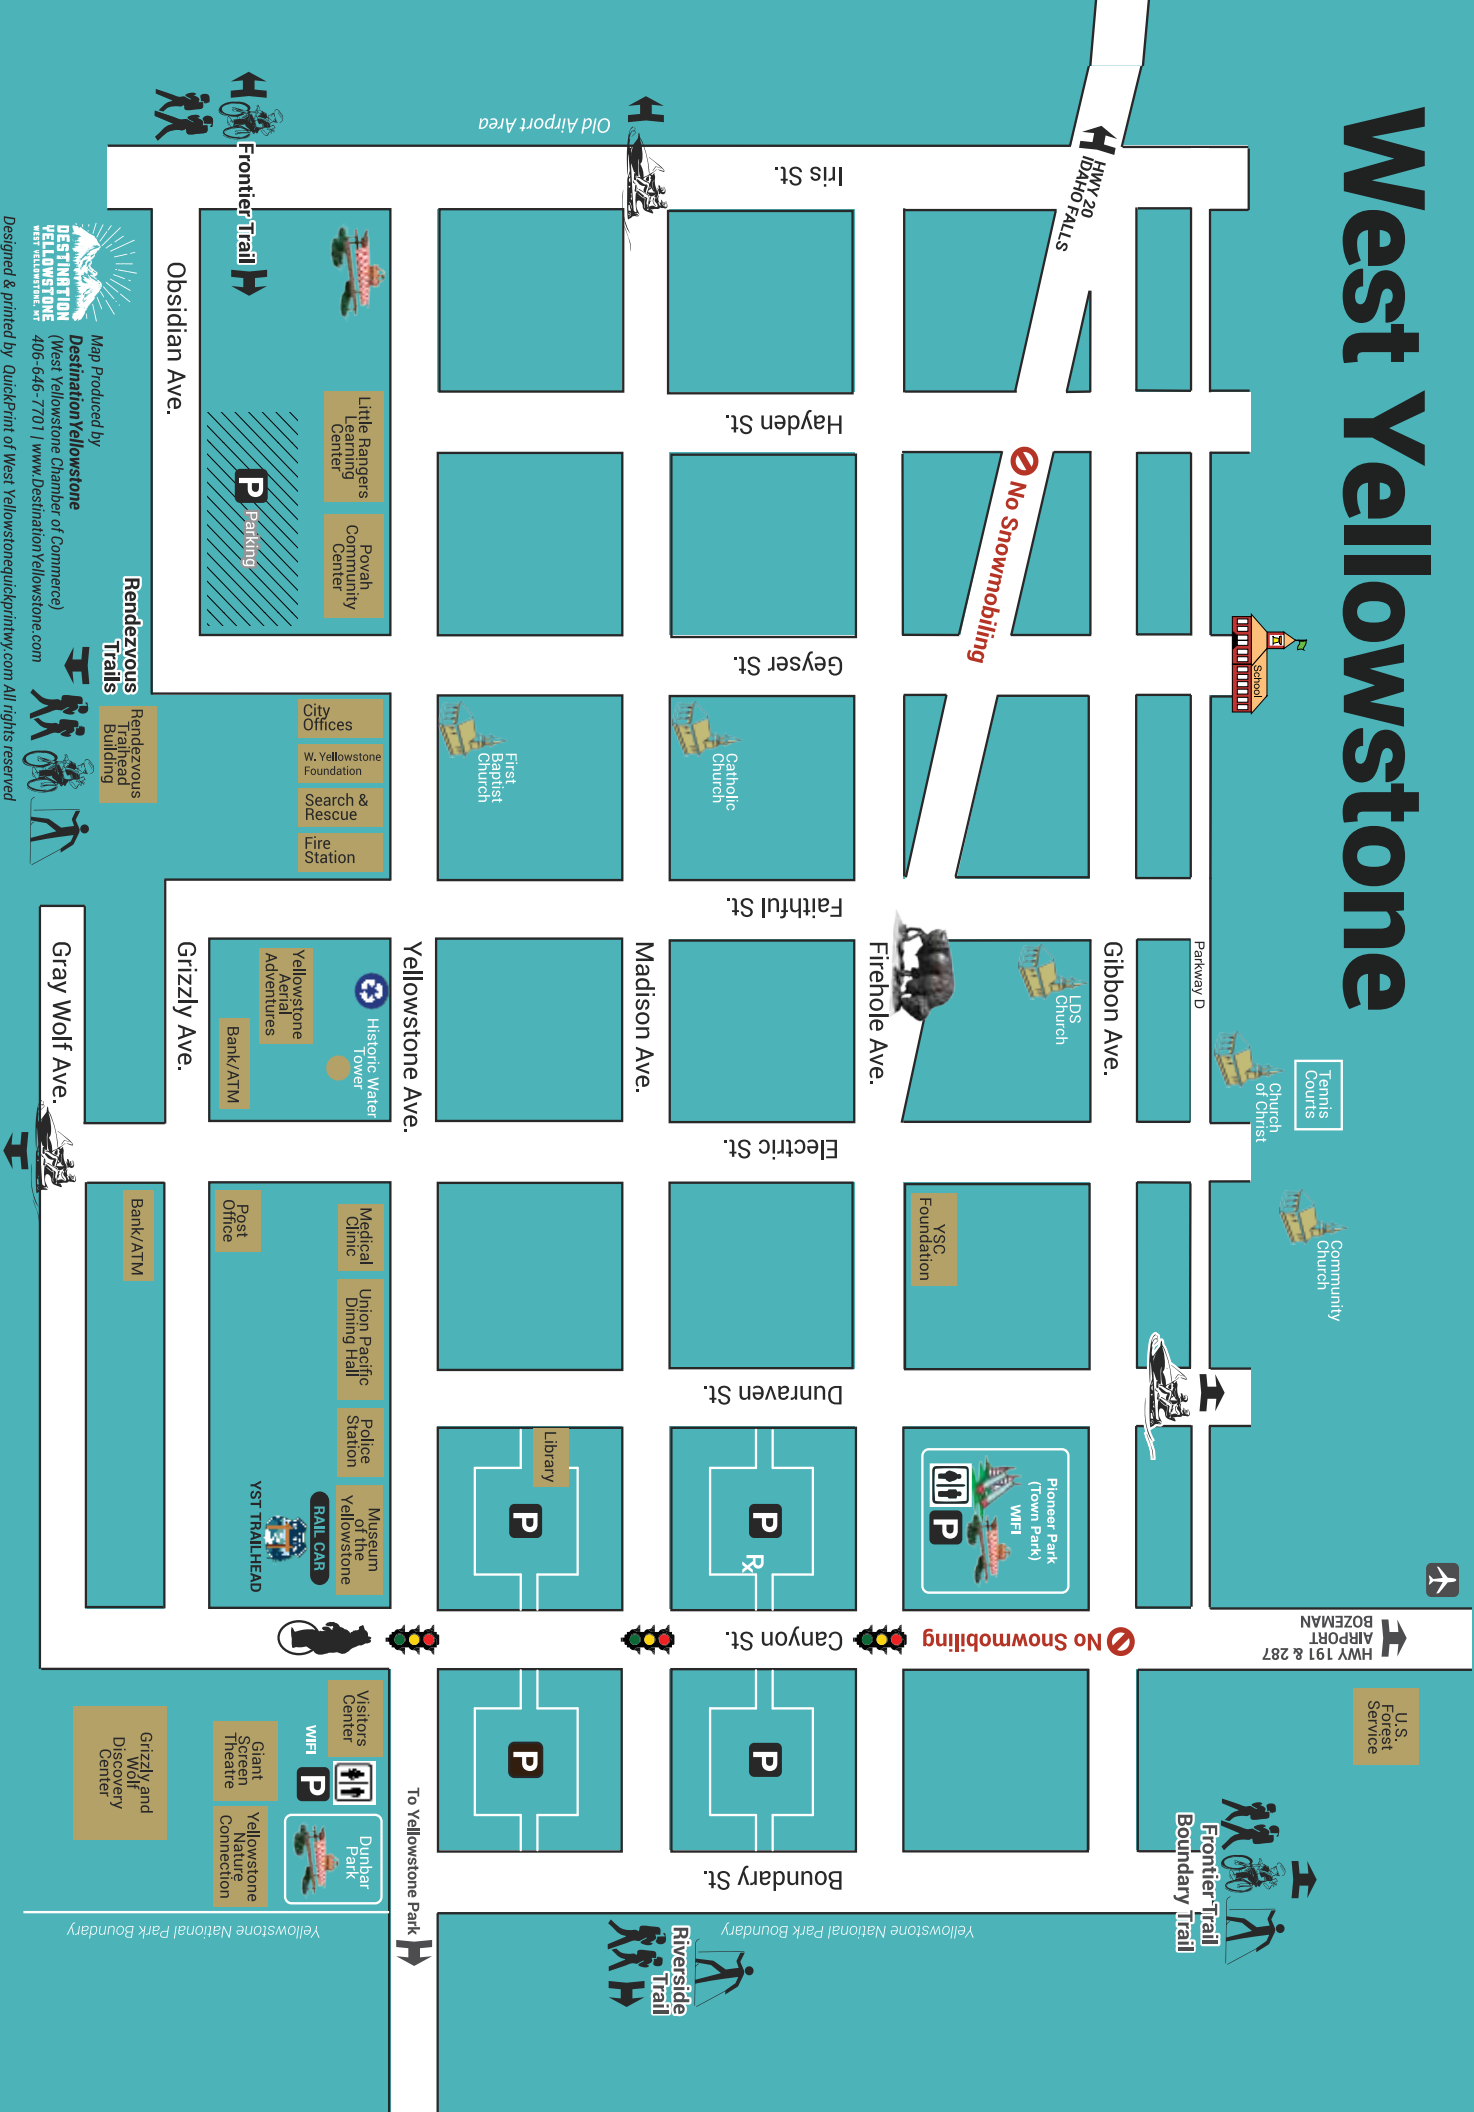 West Yellowstone
HWY 20
IDAHO FALLS
Old Airport Area
Iris St.
Frontier Trail
Obsidian Ave.
Hayden St.
No Snowmobiling
Little Rangers
Learning
Center
Povah
Community
Center
P
Parking
Geyser St.
School
DESTINATION
YELLOWSTONE
WEST YELLOWSTONE, MT
Map Produced by
DestinationYellowstone
(West Yellowstone Chamber of Commerce)
406-646-7701 | www.DestinationYellowstone.com
Designed & printed by QuickPrint of West Yellowstonequickprintwy.com All rights reserved
Rendezvous
Trails
Rendezvous
Trailhead
Building
City
Offices
W. Yellowstone
Foundation
Search &
Rescue
Fire
Station
First
Baptist
Church
Catholic
Church
Faithful St.
Parkway D
Gibbon Ave.
Firehole Ave.
Madison Ave.
Yellowstone Ave.
Grizzly Ave.
Gray Wolf Ave.
LDS
Church
Tennis
Courts
Church
of Christ
Community
Church
Historic Water
Tower
Yellowstone
Aerial
Adventures
Bank/ATM
Electric St.
YSC
Foundation
Medical
Clinic
Post
Office
Bank/ATM
Union Pacific
Dining Hall
Dunraven St.
Police
Station
Library
P
P
Rx
Pioneer Park
(Town Park)
WIFI
P
Museum
of the
Yellowstone
RAIL CAR
YST TRAILHEAD
Canyon St.
No Snowmobiling
HWY 191 & 287
AIRPORT
BOZEMAN
U.S.
Forest
Service
Visitors
Center
WIFI
P
Giant
Screen
Theatre
Grizzly and
Wolf
Discovery
Center
Yellowstone
Nature
Connection
Dunbar
Park
P
P
To Yellowstone Park
Boundary St.
Frontier Trail
Boundary Trail
Yellowstone National Park Boundary
Yellowstone National Park Boundary
Riverside
Trail